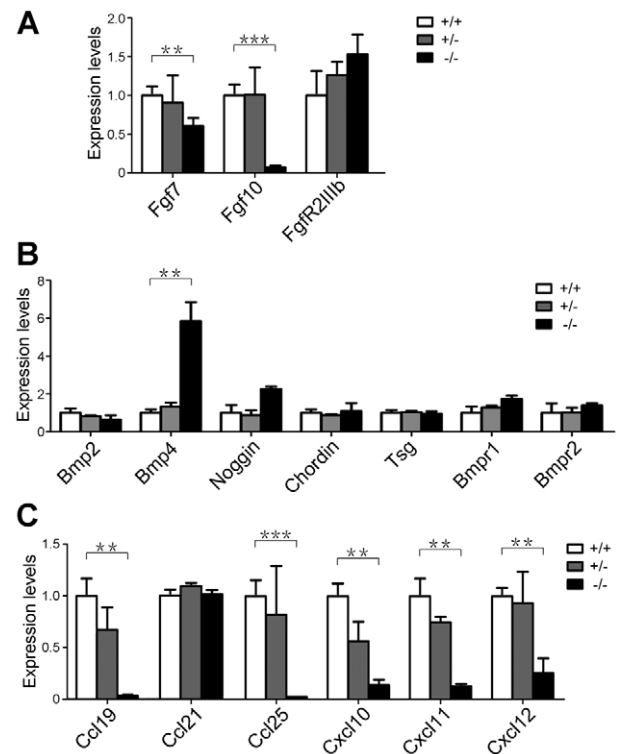 A
Expression levels
2.0
1.5
1.0
0.5
0
**
***
+/+
+/-
-/-
Fgf7
Fgf10
FgfR2IIIb
B
Expression levels
8
6
4
2
0
**
+/+
+/-
-/-
Bmp2
Bmp4
Noggin
Chordin
Tsg
Bmpr1
Bmpr2
C
Expression levels
1.5
1.0
0.5
0
**
***
**
**
**
+/+
+/-
-/-
Ccl19
Ccl21
Ccl25
Cxcl10
Cxcl11
Cxcl12